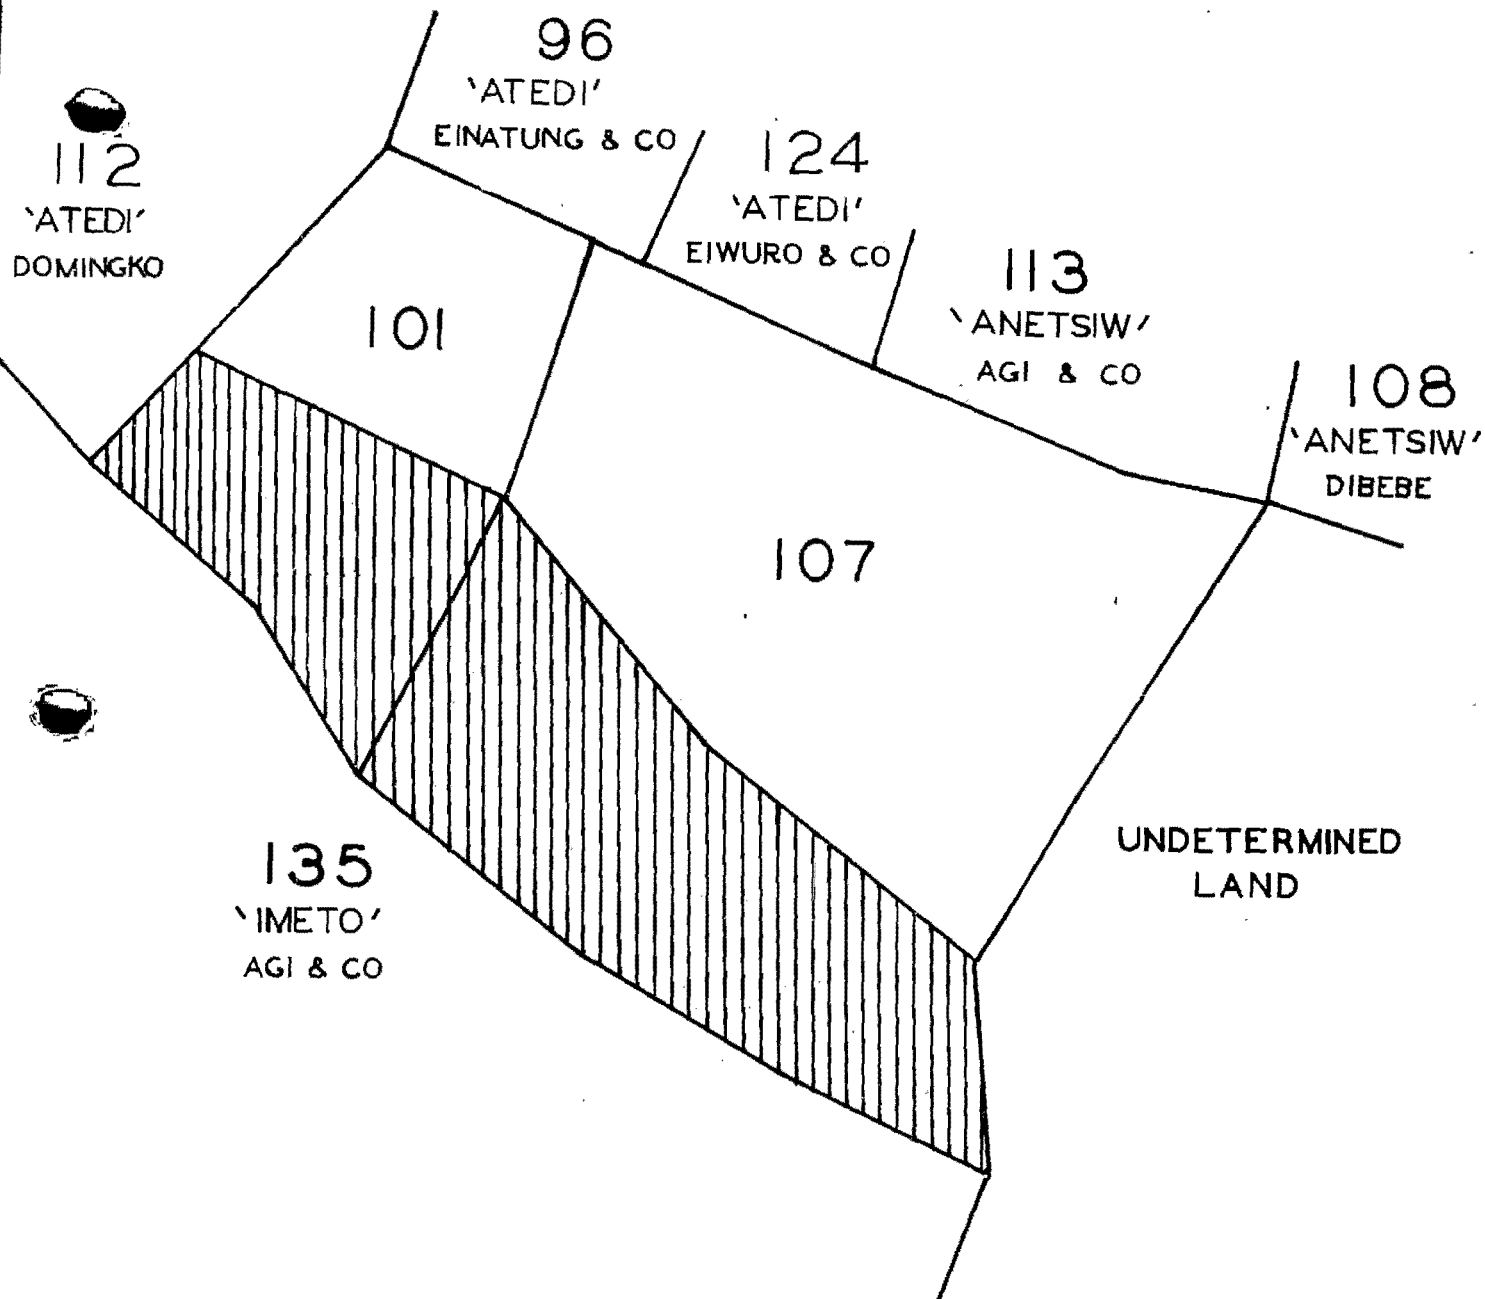 96
'ATEDI'
EINATUNG & CO
124
'ATEDI'
EIWURO & CO
112
'ATEDI'
DOMINGKO
113
'ANETSIW'
AGI & CO
101
108
'ANETSIW'
DIBEBE
107
135
'IMETO'
AGI & CO
UNDETERMINED
LAND